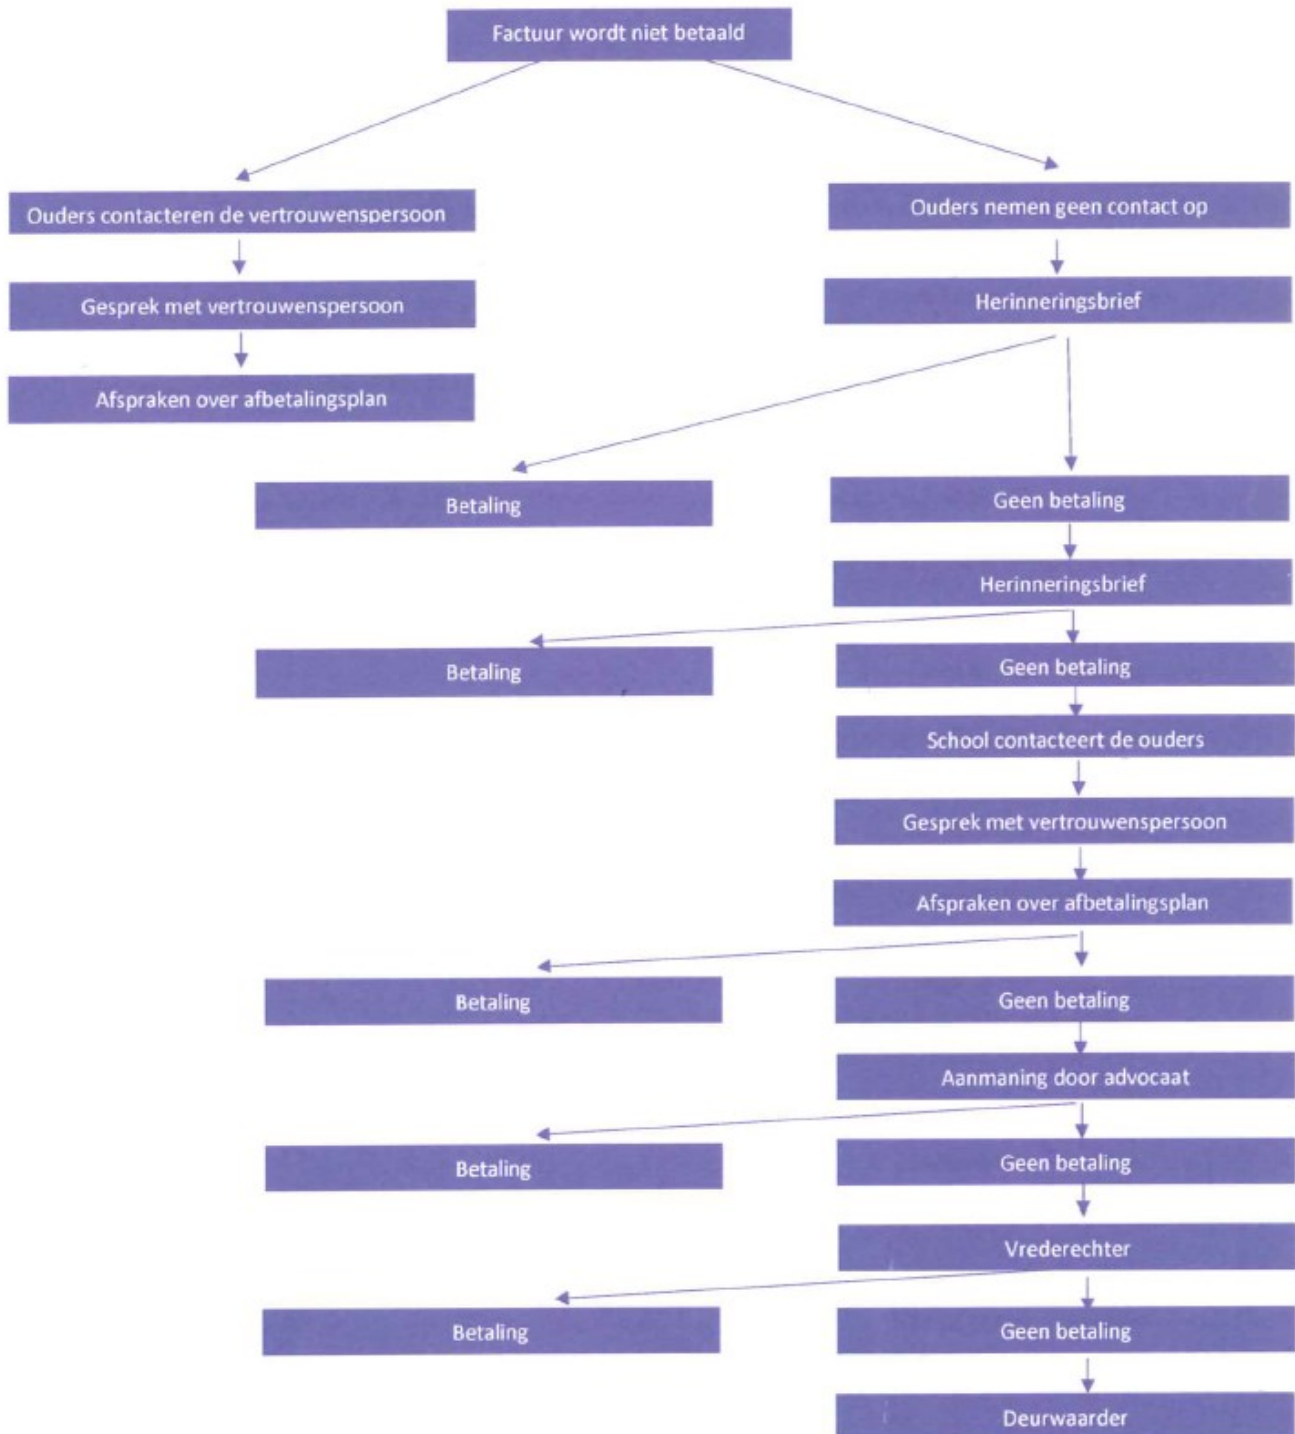 Factuur wordt niet betaald
Ouders contacteren de vertrouwenspersoon
Ouders nemen geen contact op
Gesprek met vertrouwenspersoon
Herinneringsbrief
Afspraken over afbetalingsplan
Betaling
Geen betaling
Herinneringsbrief
Betaling
Geen betaling
School contacteert de ouders
Gesprek met vertrouwenspersoon
Afspraken over afbetalingsplan
Betaling
Geen betaling
Aanmaning door advocaat
Betaling
Geen betaling
Vrederechter
Betaling
Geen betaling
Deurwaarder